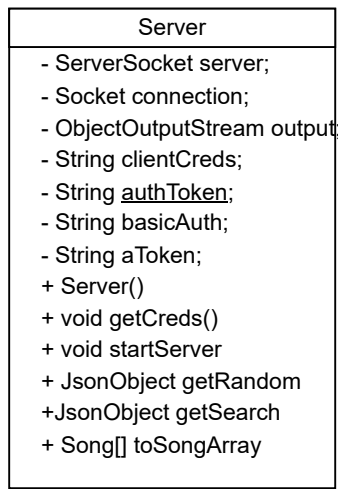 Server
- ServerSocket server;
- Socket connection;
- ObjectOutputStream output;
- String clientCreds;
- String authToken;
- String basicAuth;
- String aToken;
+ Server()
+ void getCreds()
+ void startServer
+ JsonObject getRandom
+JsonObject getSearch
+ Song[] toSongArray